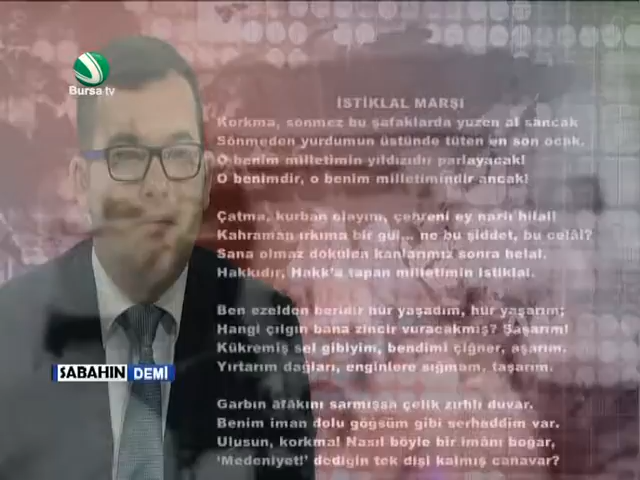 Bursa tv
İSTİKLAL MARŞI
Korkma, sönmez bu şafaklarda yüzen al sancak
Sönmeden yurdumun üstünde tüten en son ocak.
O benim milletimin yıldızıdır parlayacak!
O benimdir, o benim milletimindir ancak!
Çatma, kurban olayım, çehreni ey nazlı hilal!
Kahraman ırkıma bir gül... ne bu şiddet, bu celâl?
Sana olmaz dökülen kanlarımız sonra helal.
Hakkıdır, Hakk'a tapan milletimin istiklal.
Ben ezelden beridir hür yaşadım, hür yaşarım;
Hangi çılgın bana zincir vuracakmış? Şaşarım!
Kükremiş sel gibiyim, bendimi çiğner, aşarım.
Yırtarım dağları, enginlere sığmam, taşarım.
Garbın afâkını sarmışsa çelik zırhlı duvar.
Benim iman dolu göğsüm gibi serhaddim var.
Ulusun, korkma! Nasıl böyle bir imânı boğar,
'Medeniyet!' dediğin tek dişi kalmış canavar?
SABAHIN DEMİ